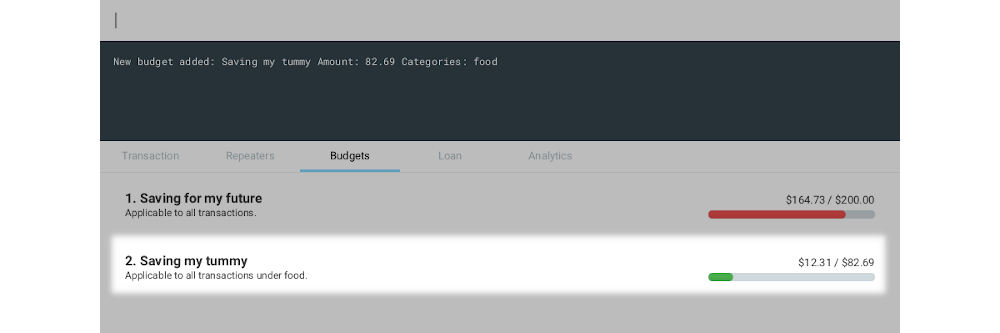 New budget added: Saving my tummy Amount: 82.69 Categories: food
Transaction Repeaters Budgets Loan Analytics
1. Saving for my future $164.73 / $200.00
Applicable to all transactions.
2. Saving my tummy $12.31 / $82.69
Applicable to all transactions under food.